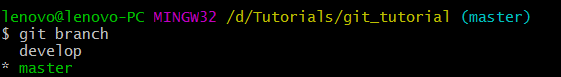 lenovo@lenovo-PC MINGW32 /d/Tutorials/git_tutorial (master)
$ git branch
  develop
* master